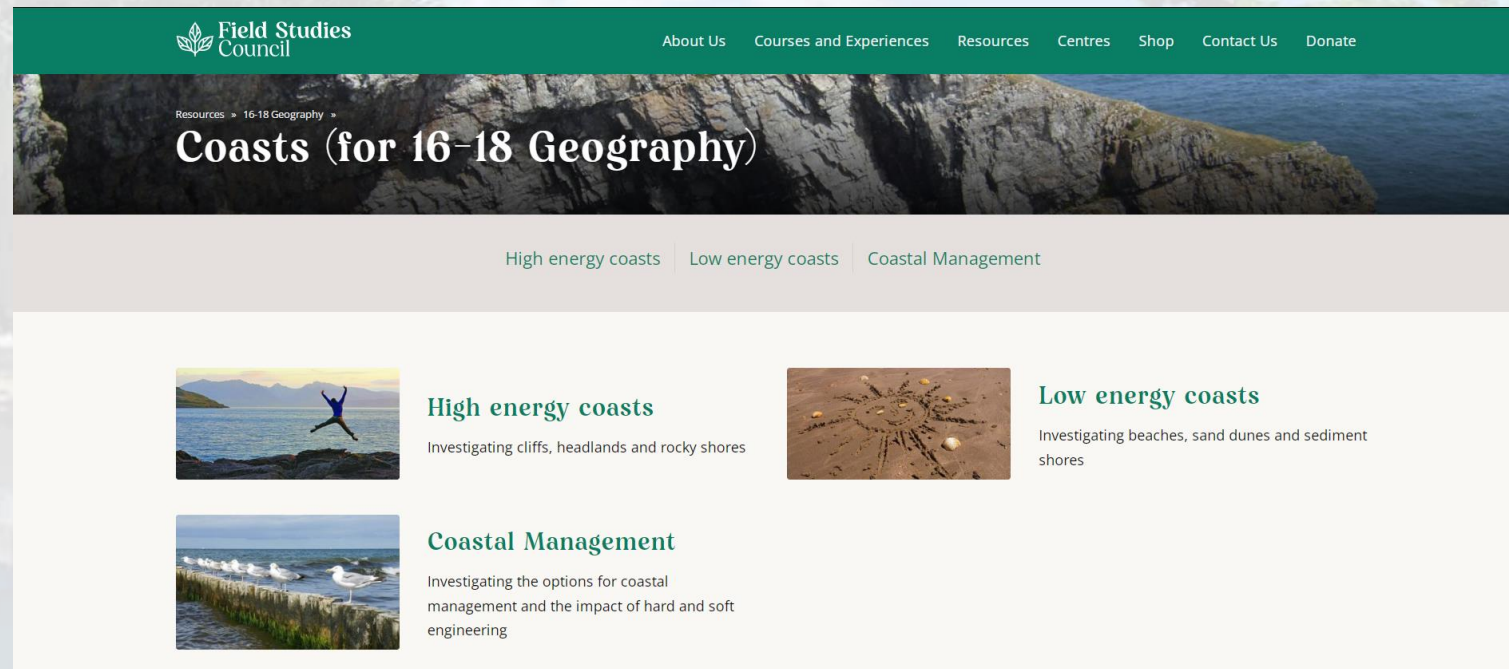 Field Studies
Council
About Us Courses and Experiences Resources Centres Shop Contact Us Donate
Resources » 16-18 Geography »
Coasts (for 16-18 Geography)
High energy coasts Low energy coasts Coastal Management
High energy coasts
Investigating cliffs, headlands and rocky shores
Low energy coasts
Investigating beaches, sand dunes and sediment
shores
Coastal Management
Investigating the options for coastal
management and the impact of hard and soft
engineering